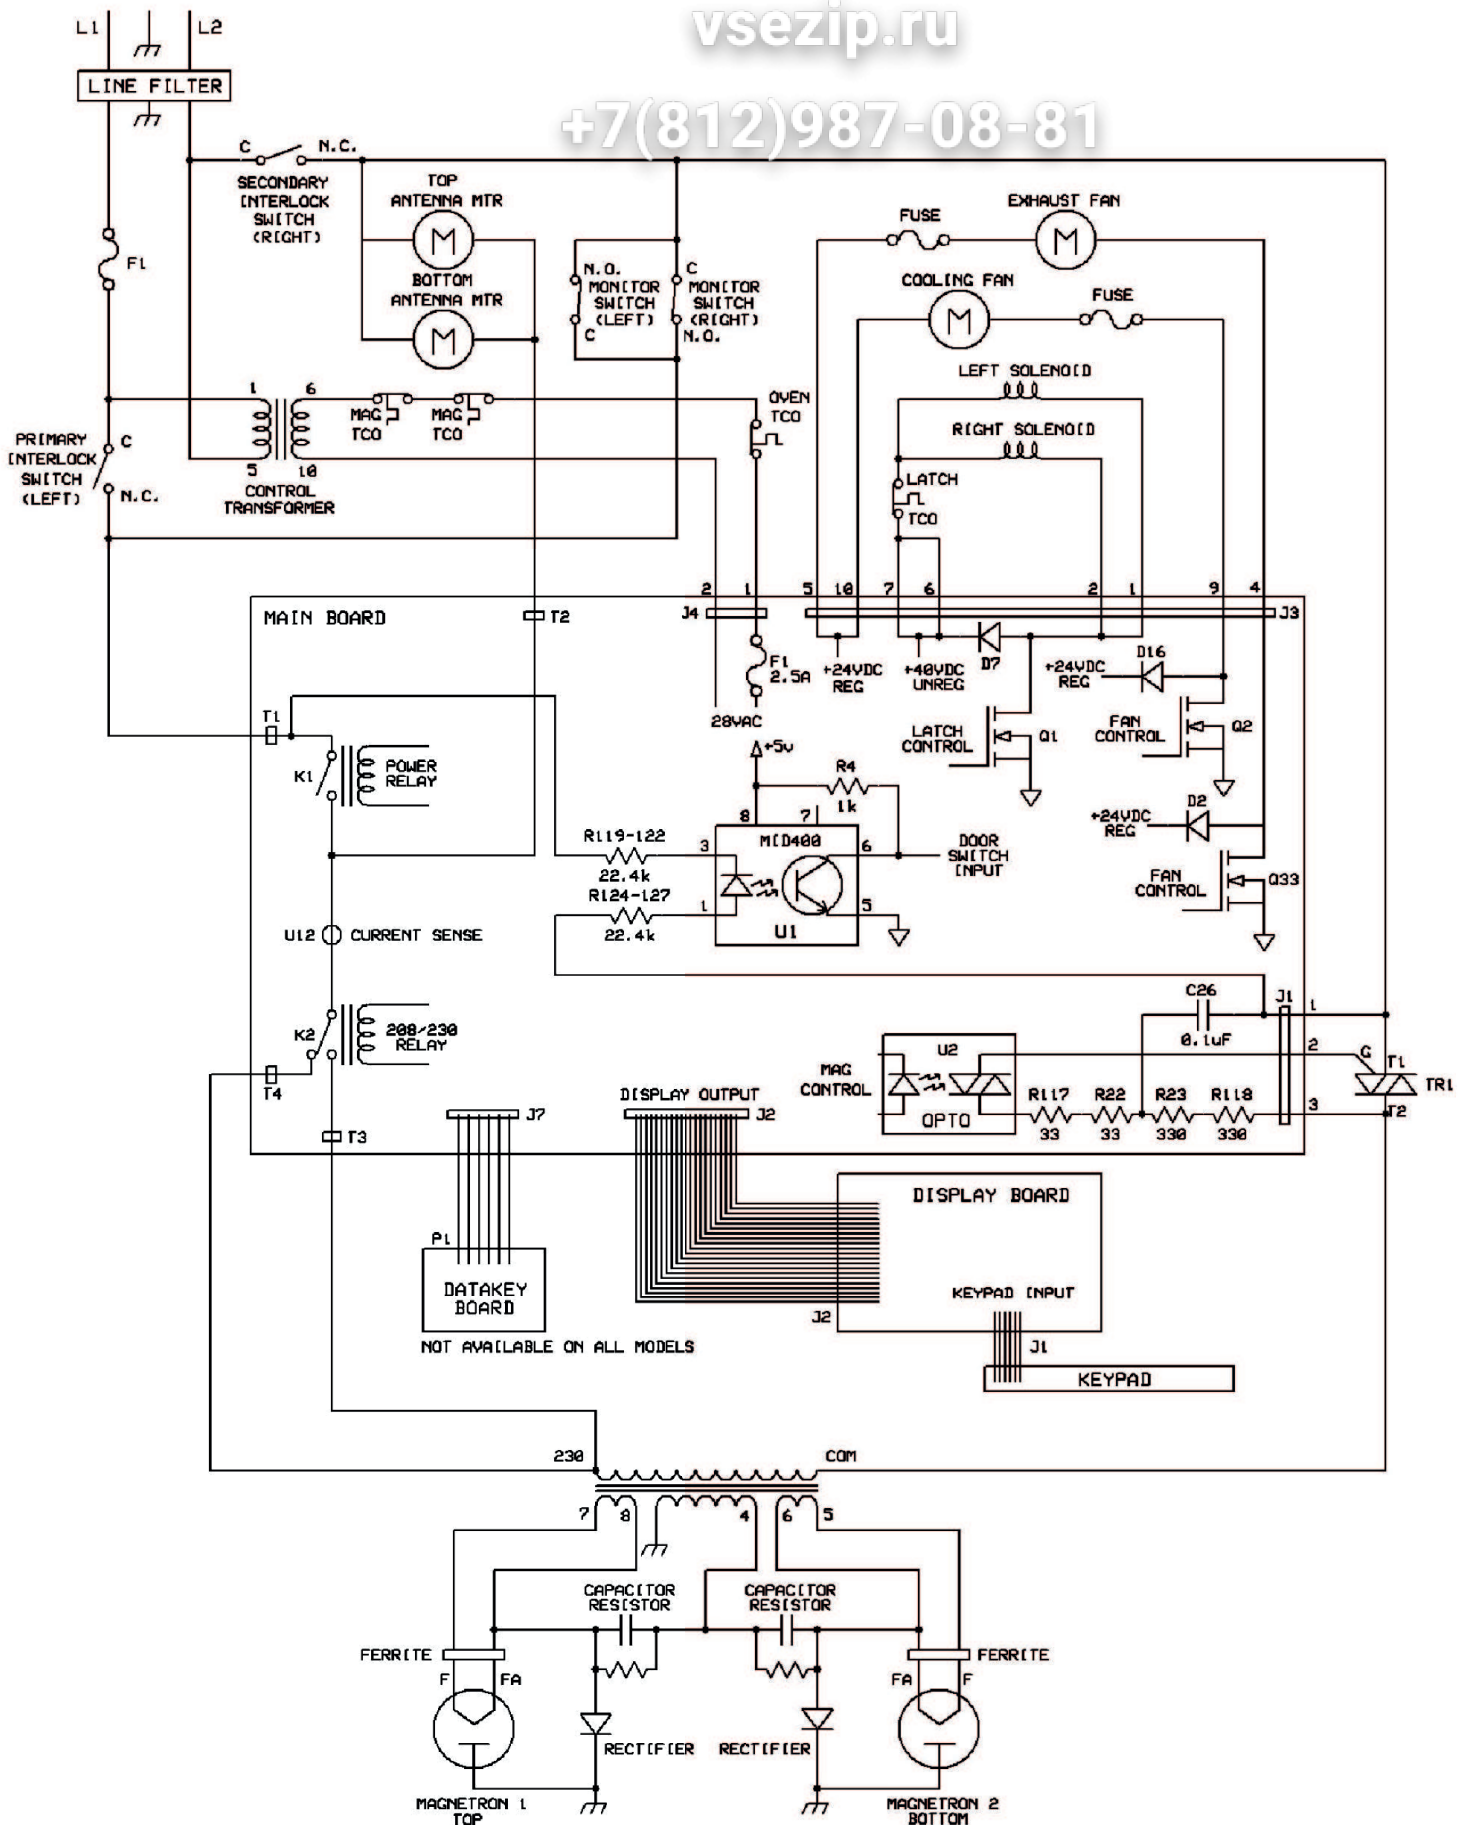 vsezip.ru
+7(812)987-08-81
L1
L2
LINE FILTER
C
N.C.
SECONDARY
INTERLOCK
SWITCH
(RIGHT)
TOP
ANTENNA MTR
M
BOTTOM
ANTENNA MTR
M
F1
N.O.
MONITOR
SWITCH
(LEFT)
C
C
MONITOR
SWITCH
(RIGHT)
N.O.
FUSE
EXHAUST FAN
M
COOLING FAN
M
FUSE
LEFT SOLENOID
RIGHT SOLENOID
LATCH
TCO
1
6
MAG
TCO
MAG
TCO
OVEN
TCO
PRIMARY
INTERLOCK
SWITCH
(LEFT)
C
N.C.
5
10
CONTROL
TRANSFORMER
MAIN BOARD
T2
2
1
J4
5
10
7
6
2
1
9
4
J3
F1
2.5A
28VAC
+24VDC
REG
+40VDC
UNREG
D7
+24VDC
REG
D16
LATCH
CONTROL
Q1
FAN
CONTROL
Q2
T1
K1
POWER
RELAY
+5v
R4
1k
8
7
MID400
3
6
1
5
U1
R119-122
22.4k
R124-127
22.4k
DOOR
SWITCH
INPUT
+24VDC
REG
D2
FAN
CONTROL
Q33
U12
CURRENT SENSE
K2
208/230
RELAY
T4
T3
C26
0.1uF
J1
1
2
3
U2
MAG
CONTROL
OPTO
R117
33
R22
33
R23
330
R118
330
G
T1
TR1
T2
J7
DISPLAY OUTPUT
J2
P1
DATAKEY
BOARD
NOT AVAILABLE ON ALL MODELS
DISPLAY BOARD
KEYPAD INPUT
J2
J1
KEYPAD
230
COM
7
8
4
6
5
CAPACITOR
RESISTOR
CAPACITOR
RESISTOR
FERRITE
F
FA
FERRITE
FA
F
RECTIFIER
RECTIFIER
MAGNETRON 1
TOP
MAGNETRON 2
BOTTOM